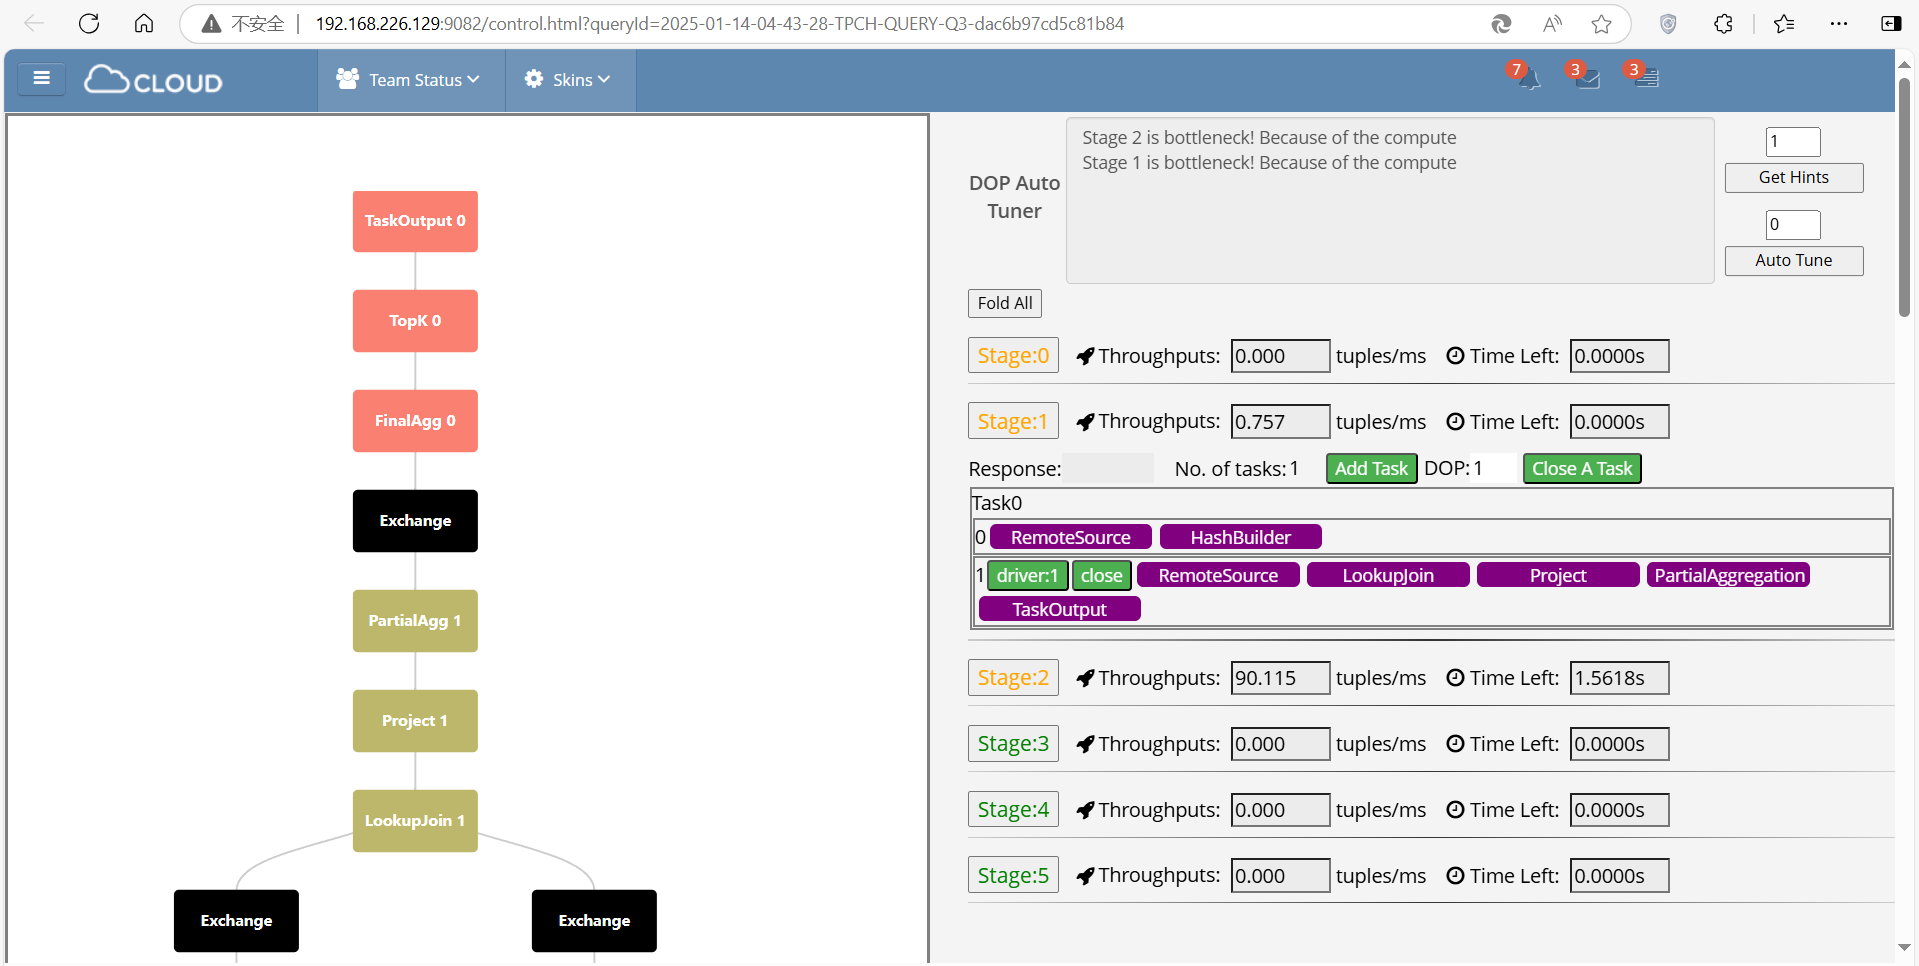 不安全 192.168.226.129:9082/control.html?queryId=2025-01-14-04-43-28-TPCH-QUERY-Q3-dac6b97cd5c81b84
CLOUD Team Status Skins 7 3 3
TaskOutput 0
TopK 0
FinalAgg 0
Exchange
PartialAgg 1
Project 1
LookupJoin 1
Exchange Exchange
DOP Auto
Tuner
Stage 2 is bottleneck! Because of the compute
Stage 1 is bottleneck! Because of the compute
1
Get Hints
0
Auto Tune
Fold All
Stage:0 Throughputs: 0.000 tuples/ms Time Left: 0.0000s
Stage:1 Throughputs: 0.757 tuples/ms Time Left: 0.0000s
Response: No. of tasks: 1 Add Task DOP: 1 Close A Task
Task0
0 RemoteSource HashBuilder
1 driver:1 close RemoteSource LookupJoin Project PartialAggregation
TaskOutput
Stage:2 Throughputs: 90.115 tuples/ms Time Left: 1.5618s
Stage:3 Throughputs: 0.000 tuples/ms Time Left: 0.0000s
Stage:4 Throughputs: 0.000 tuples/ms Time Left: 0.0000s
Stage:5 Throughputs: 0.000 tuples/ms Time Left: 0.0000s